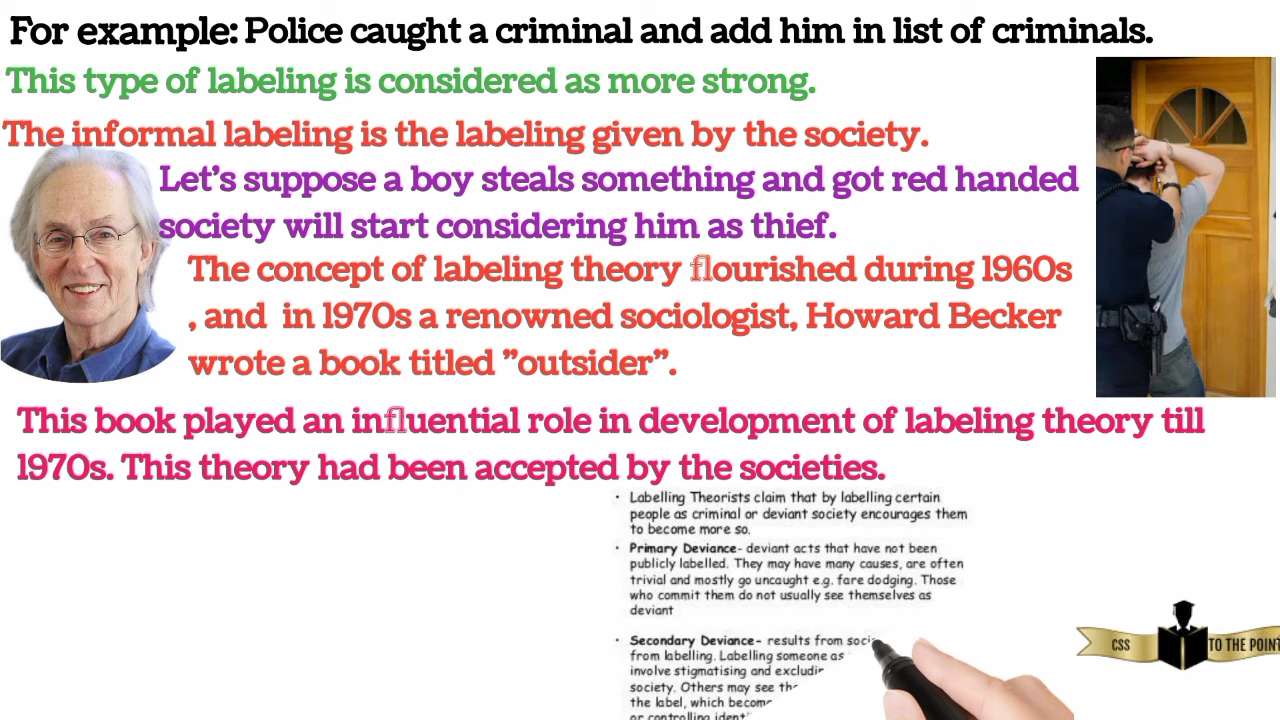 For example: Police caught a criminal and add him in list of criminals.
This type of labeling is considered as more strong.
The informal labeling is the labeling given by the society.
Let's suppose a boy steals something and got red handed
society will start considering him as thief.
The concept of labeling theory flourished during 1960s
, and in 1970s a renowned sociologist, Howard Becker
wrote a book titled ”outsider”.
This book played an influential role in development of labeling theory till
1970s. This theory had been accepted by the societies.
• Labelling Theorists claim that by labelling certain
people as criminal or deviant society encourages them
to become more so.
• Primary Deviance- deviant acts that have not been
publicly labelled. They may have many causes, are often
trivial and mostly go uncaught e.g. fare dodging. Those
who commit them do not usually see themselves as
deviant
• Secondary Deviance- results from
from labelling. Labelling someone as
involve stigmatising and
society. Others may see
the label, which
or controlling
CSS TO THE POINT